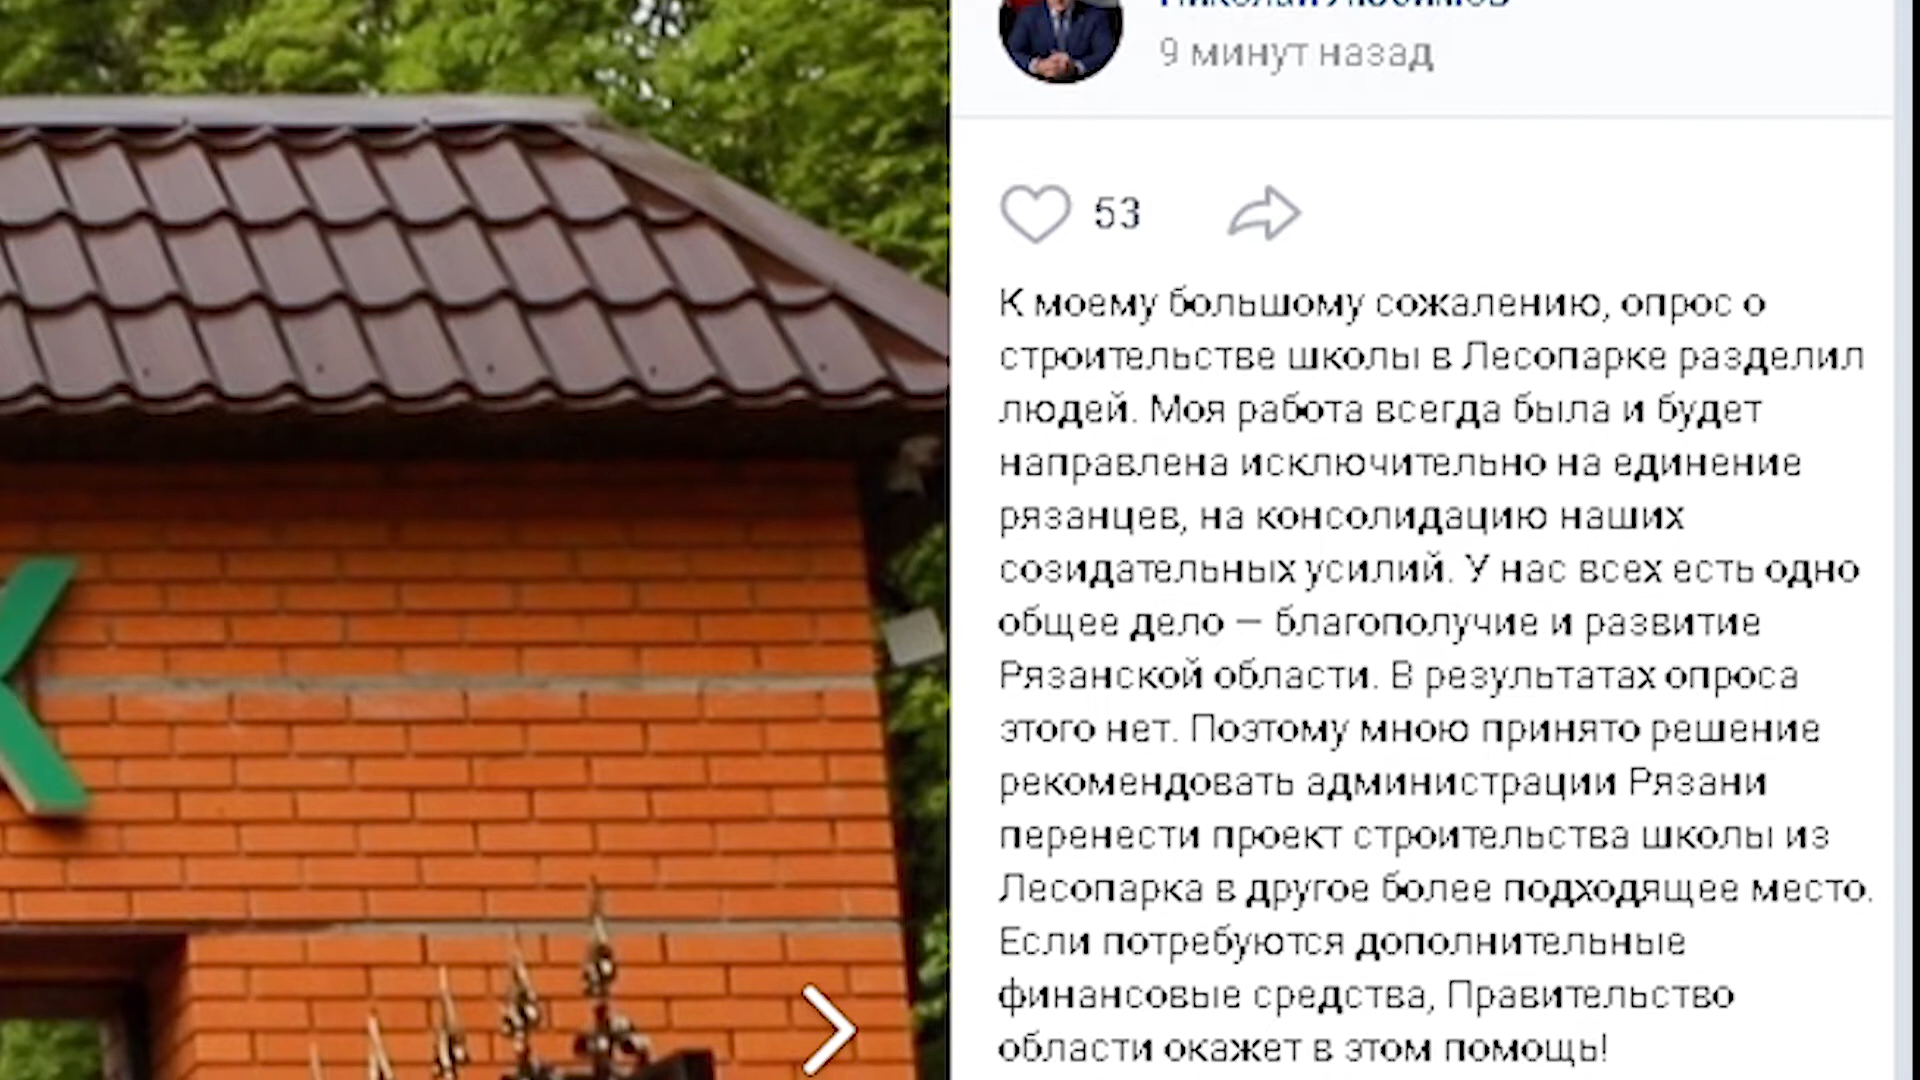 9 минут назад
53
К моему большому сожалению, опрос о
строительстве школы в Лесопарке разделил
людей. Моя работа всегда была и будет
направлена исключительно на единение
рязанцев, на консолидацию наших
созидательных усилий. У нас всех есть одно
общее дело — благополучие и развитие
Рязанской области. В результатах опроса
этого нет. Поэтому мною принято решение
рекомендовать администрации Рязани
перенести проект строительства школы из
Лесопарка в другое более подходящее место.
Если потребуются дополнительные
финансовые средства, Правительство
области окажет в этом помощь!